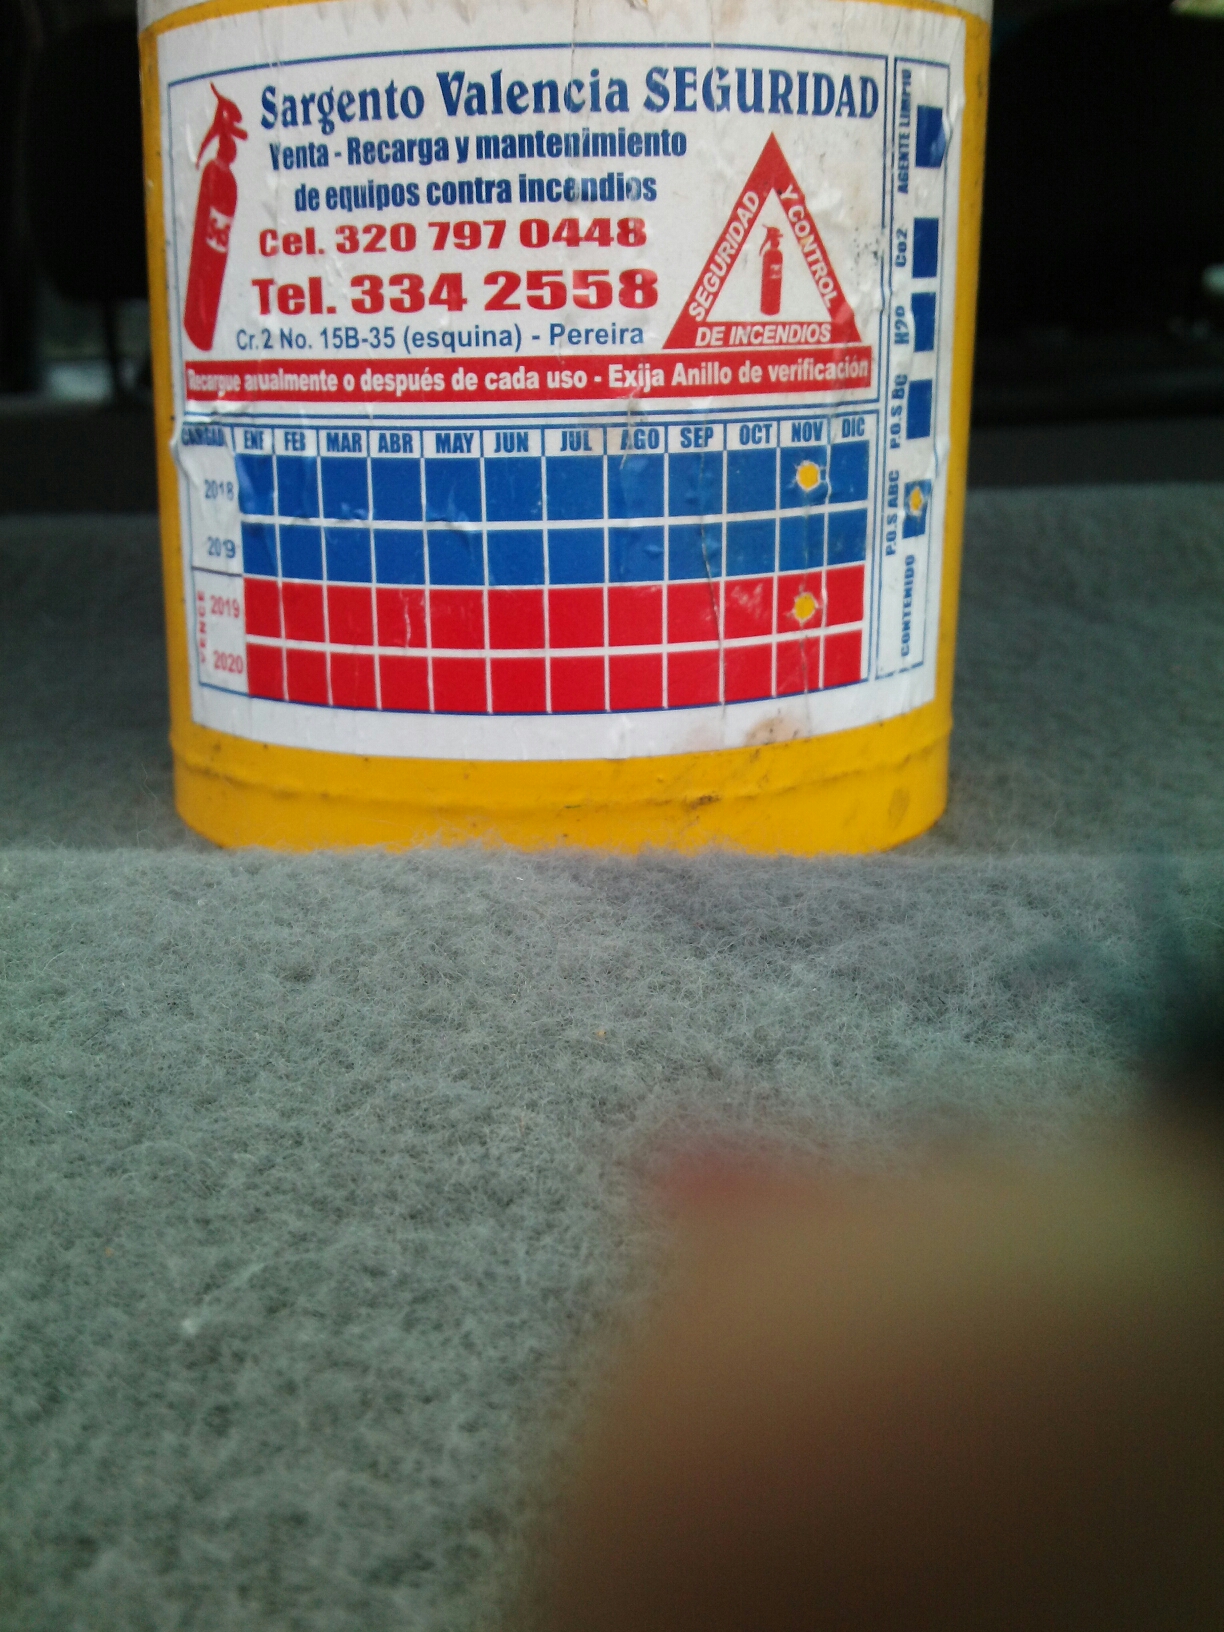 Sargento Valencia SEGURIDAD
Venta - Recarga y mantenimiento
de equipos contra incendios
Cel. 320 797 0448
Tel. 334 2558
Cr.2 No. 15B-35 (esquina) - Pereira
SEGURIDAD
Y CONTROL
DE INCENDIOS
Recargue anualmente o después de cada uso - Exija Anillo de verificación
ENE FEB MAR ABR MAY JUN JUL AGO SEP OCT NOV DIC
2018
2019
VENCE
2019
2020
AGENTE LIMPIO
Co2
H2O
P.Q.S BC
P.Q.S ABC
CONTENIDO